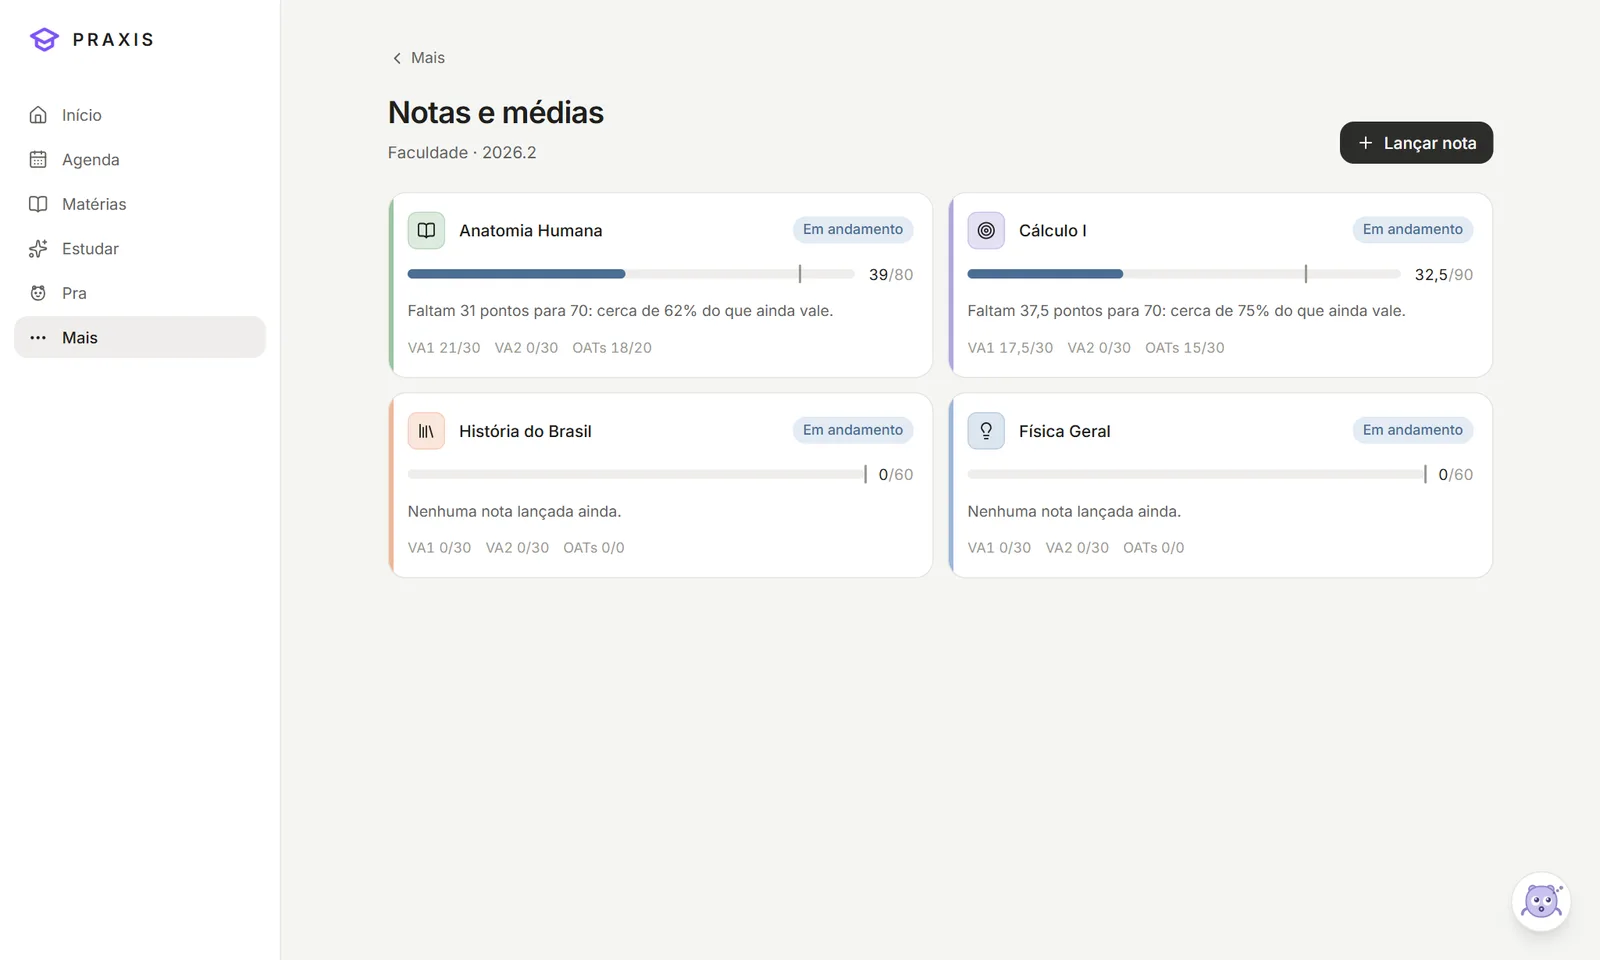 PRAXIS
Início
Agenda
Matérias
Estudar
Pra
Mais
Mais
Notas e médias
Faculdade · 2026.2
Lançar nota
Anatomia Humana
Em andamento
39/80
Faltam 31 pontos para 70: cerca de 62% do que ainda vale.
VA1 21/30 VA2 0/30 OATs 18/20
Cálculo I
Em andamento
32,5/90
Faltam 37,5 pontos para 70: cerca de 75% do que ainda vale.
VA1 17,5/30 VA2 0/30 OATs 15/30
História do Brasil
Em andamento
0/60
Nenhuma nota lançada ainda.
VA1 0/30 VA2 0/30 OATs 0/0
Física Geral
Em andamento
0/60
Nenhuma nota lançada ainda.
VA1 0/30 VA2 0/30 OATs 0/0